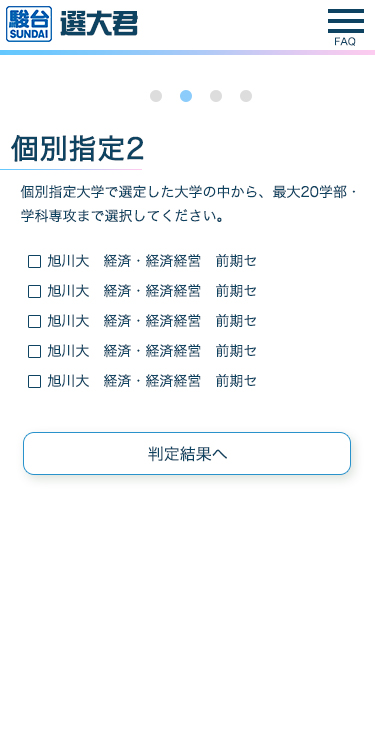 駿台
SUNDAI
選大君
FAQ
個別指定2
個別指定大学で選定した大学の中から、最大20学部・
学科専攻まで選択してください。
旭川大　経済・経済経営　前期セ
旭川大　経済・経済経営　前期セ
旭川大　経済・経済経営　前期セ
旭川大　経済・経済経営　前期セ
旭川大　経済・経済経営　前期セ
判定結果へ